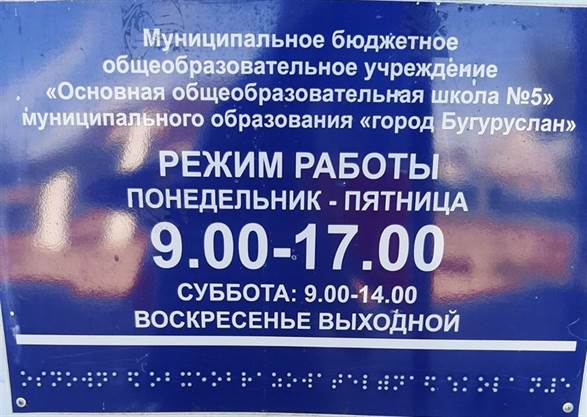 Муниципальное бюджетное
общеобразовательное учреждение
«Основная общеобразовательная школа №5»
муниципального образования «город Бугуруслан»
РЕЖИМ РАБОТЫ
ПОНЕДЕЛЬНИК - ПЯТНИЦА
9.00-17.00
СУББОТА: 9.00-14.00
ВОСКРЕСЕНЬЕ ВЫХОДНОЙ